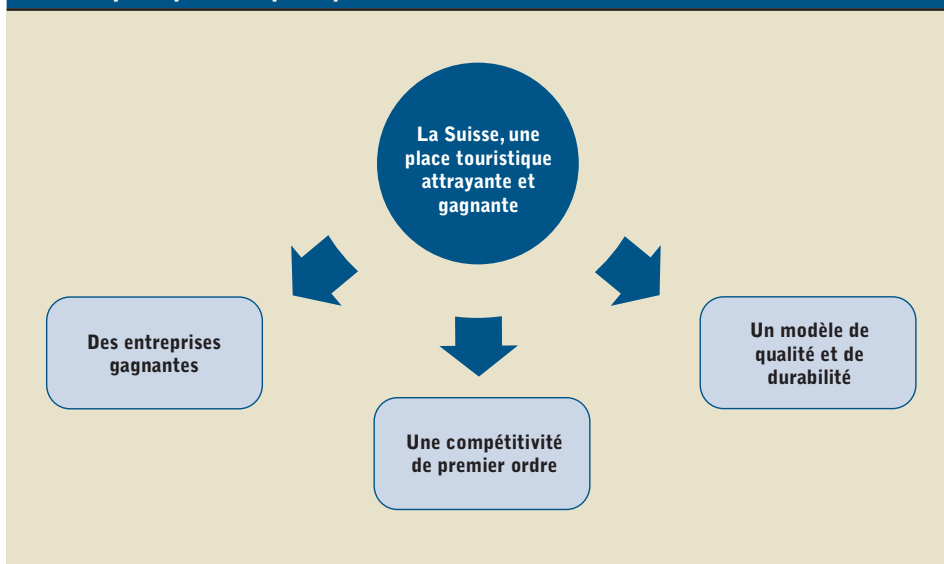 La Suisse, une
place touristique
attrayante et
gagnante
Des entreprises
gagnantes
Une compétitivité
de premier ordre
Un modèle de
qualité et de
durabilité